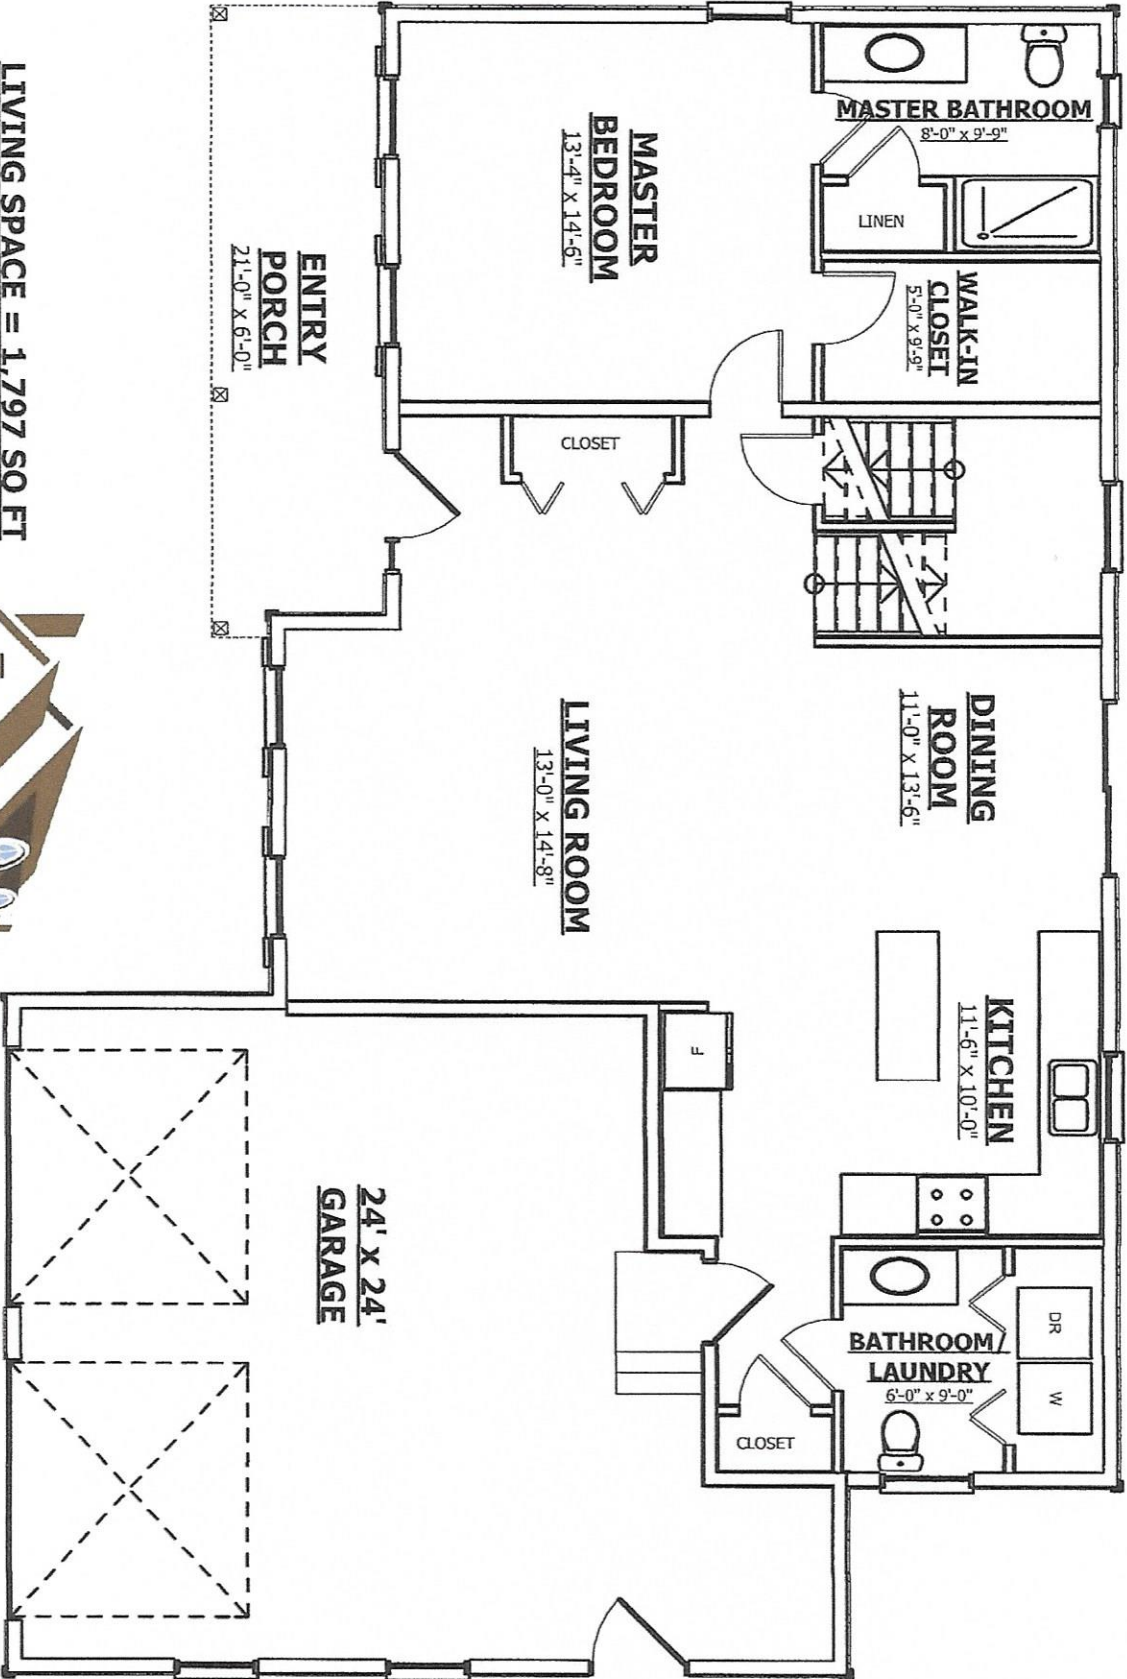 MASTER BATHROOM
8'-0" x 9'-9"
LINEN
WALK-IN
CLOSET
5'-0" x 9'-9"
MASTER
BEDROOM
13'-4" x 14'-6"
CLOSET
ENTRY
PORCH
21'-0" x 6'-0"
DINING
ROOM
11'-0" x 13'-6"
LIVING ROOM
13'-0" x 14'-8"
KITCHEN
11'-6" x 10'-0"
F
DR
W
BATHROOM/
LAUNDRY
6'-0" x 9'-0"
CLOSET
24' x 24'
GARAGE
LIVING SPACE = 1,797 SQ FT